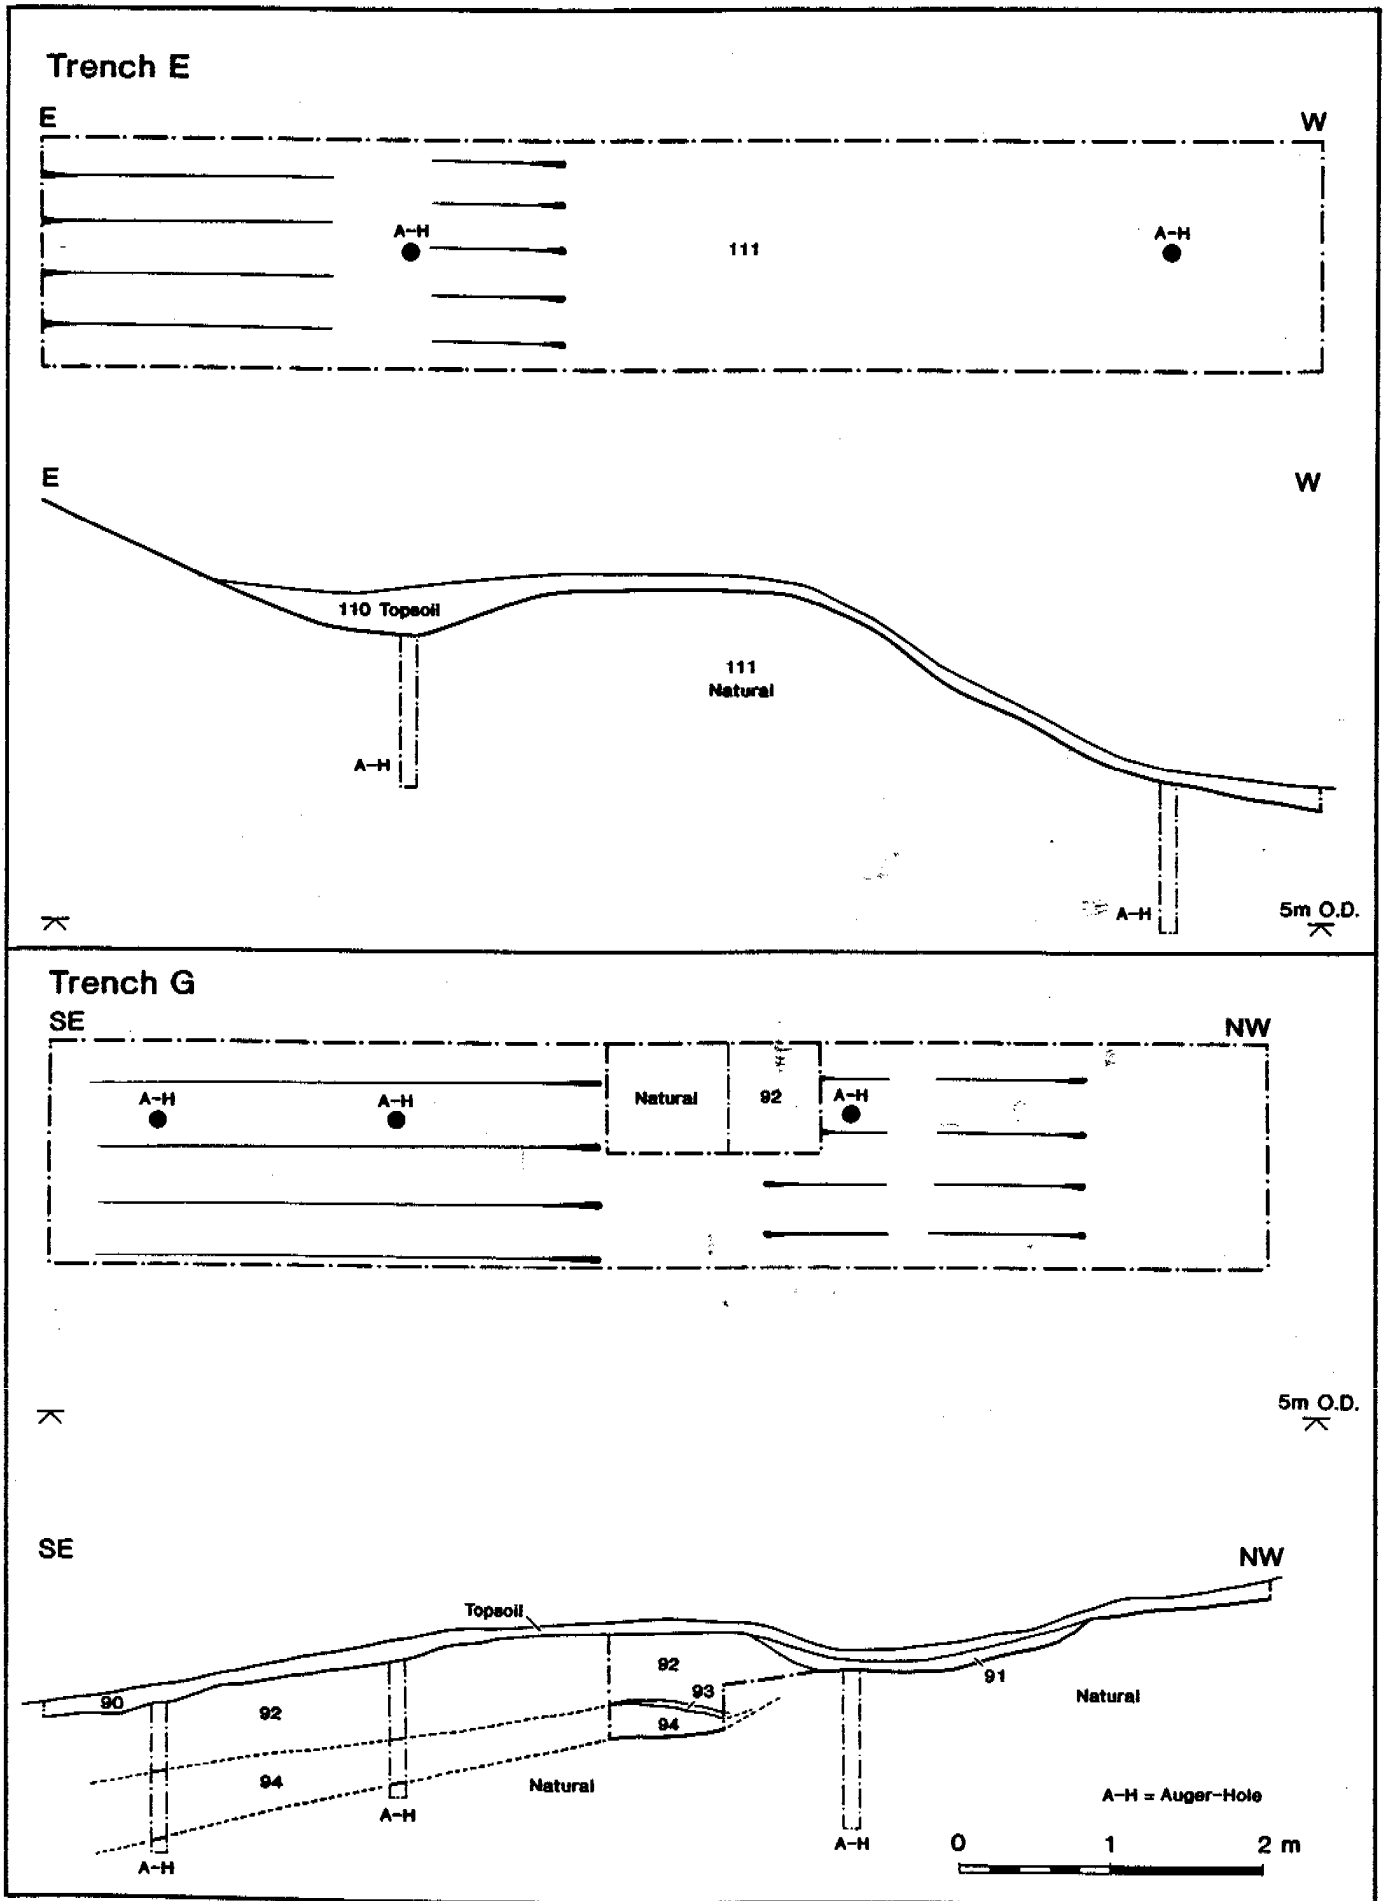 Trench E
E W
A-H 111 A-H
E W
110 Topsoil
111
Natural
A-H
A-H
5m O.D.
Trench G
SE NW
A-H A-H Natural 92 A-H
5m O.D.
SE NW
Topsoil
92
93
91
90 92 94 Natural
94 Natural
A-H = Auger-Hole
A-H
A-H
A-H
0 1 2 m